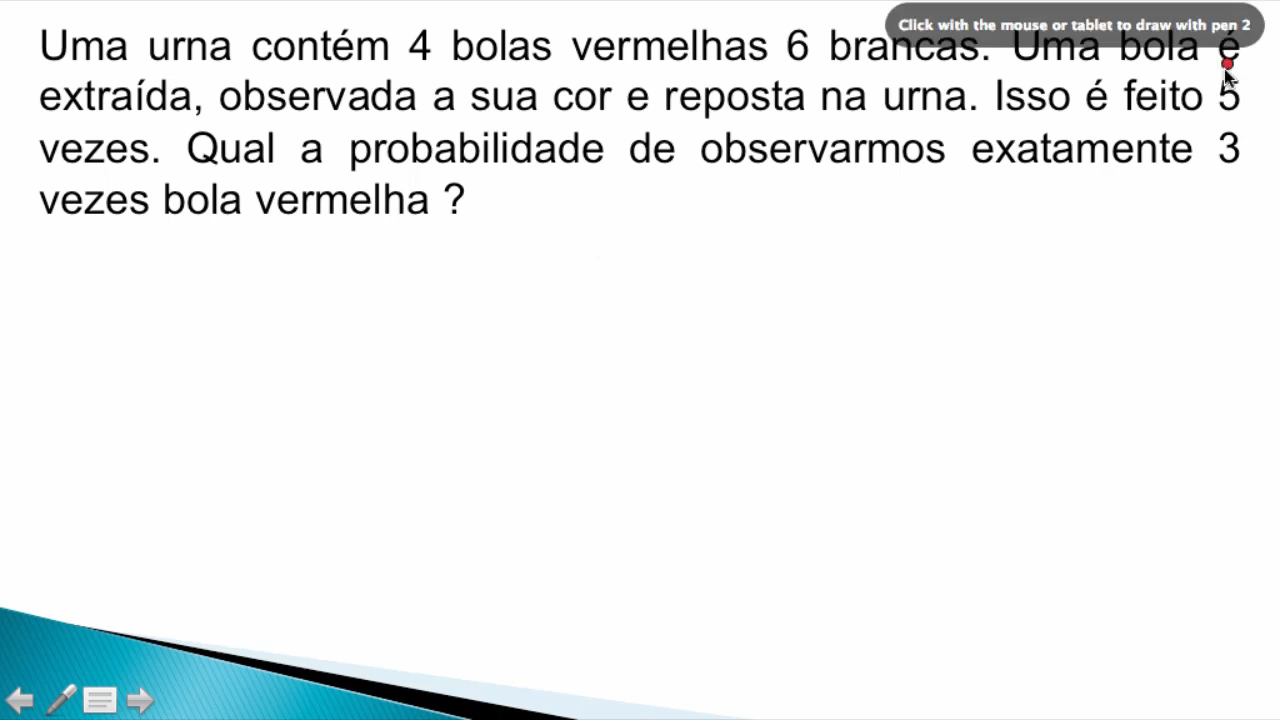 Click with the mouse or tablet to draw with pen 2
Uma urna contém 4 bolas vermelhas 6 brancas. Uma bola é
extraída, observada a sua cor e reposta na urna. Isso é feito 5
vezes. Qual a probabilidade de observarmos exatamente 3
vezes bola vermelha ?